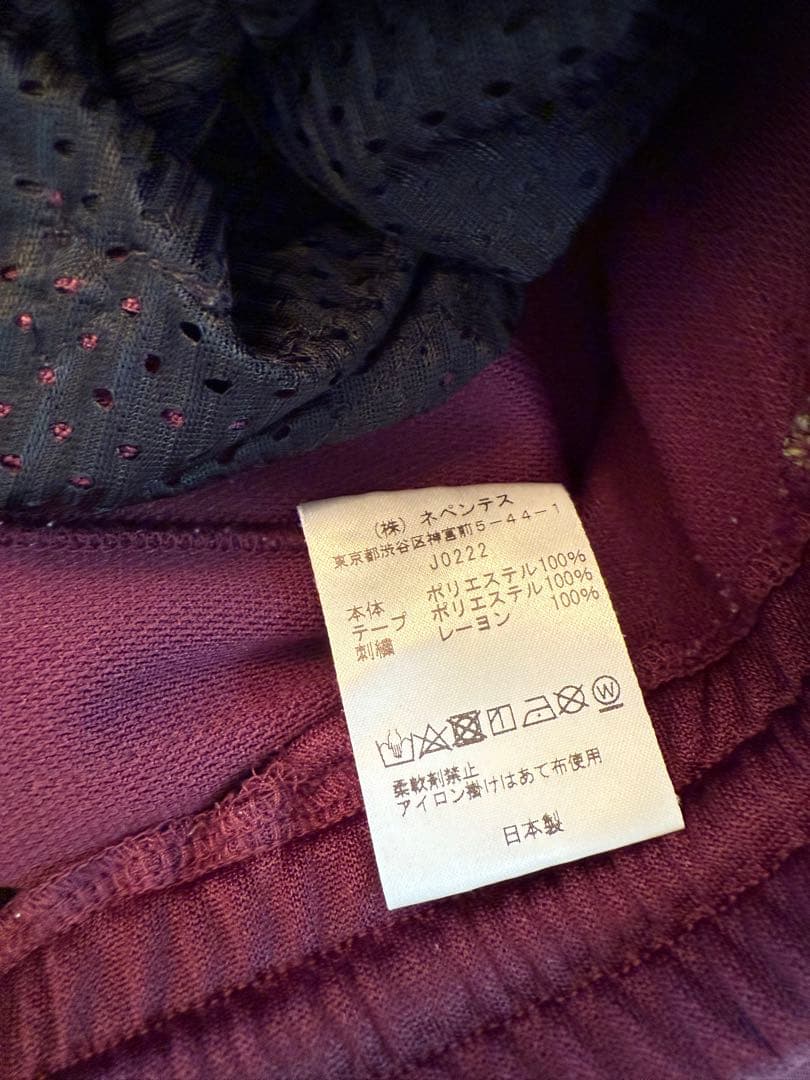 (株) ネペンテス
東京都渋谷区神宮前5-44-1
J0222
本体 ポリエステル100%
テープ ポリエステル100%
刺繍 レーヨン 100%
W
柔軟剤禁止
アイロン掛けはあて布使用
日本製